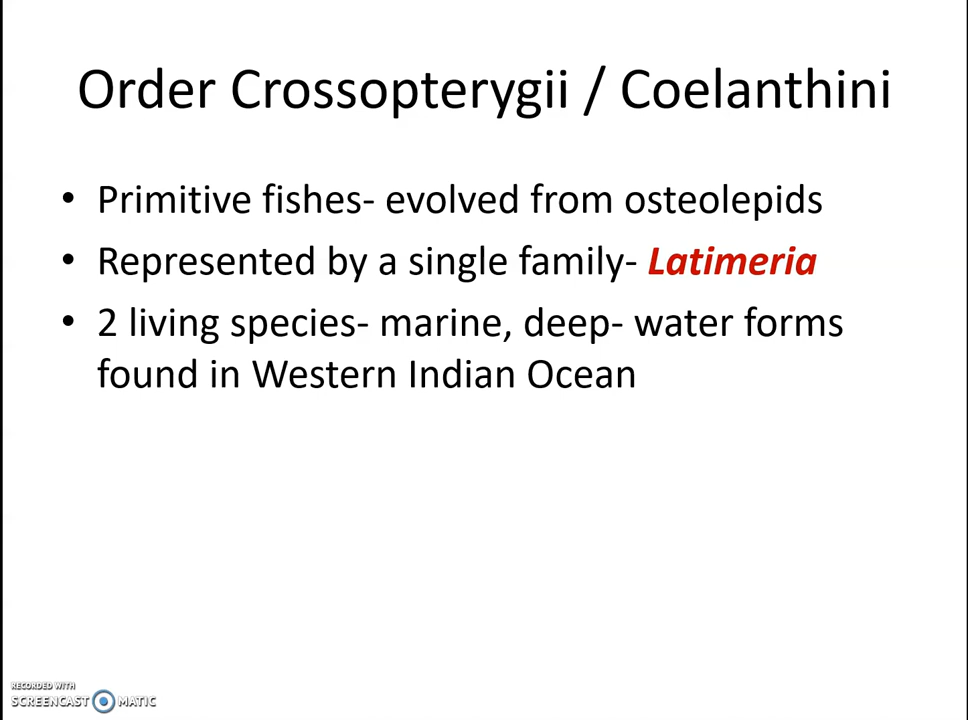 Order Crossopterygii / Coelanthini
• Primitive fishes- evolved from osteolepids
• Represented by a single family- Latimeria
• 2 living species- marine, deep- water forms
found in Western Indian Ocean
RECORDED WITH
SCREENCAST MATIC